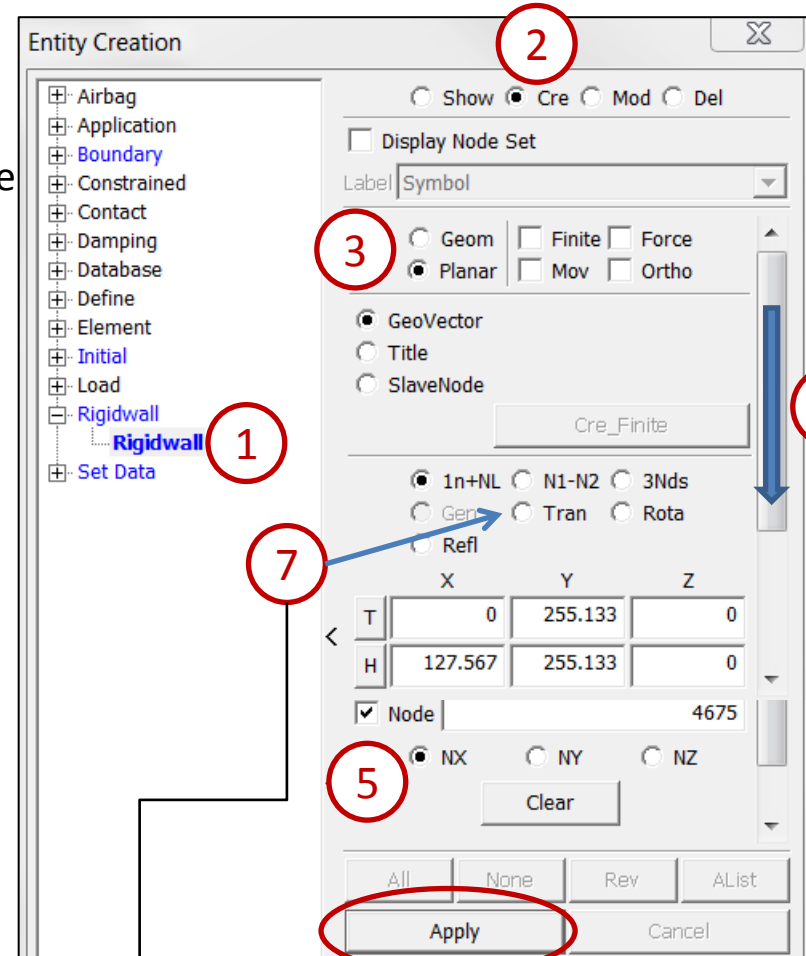 Entity Creation
2
Show Cre Mod Del
Airbag
Application
Boundary
Constrained
Contact
Damping
Database
Define
Element
Initial
Load
Rigidwall
Rigidwall
1
Set Data
e
Display Node Set
Label Symbol
3
Geom Finite Force
Planar Mov Ortho
GeoVector
Title
SlaveNode
Cre_Finite
1n+NL N1-N2 3Nds
Tran Rota
Refl
7
X Y Z
T 0 255.133 0
<
H 127.567 255.133 0
Node 4675
5
NX NY NZ
Clear
All None Rev AList
Apply Cancel